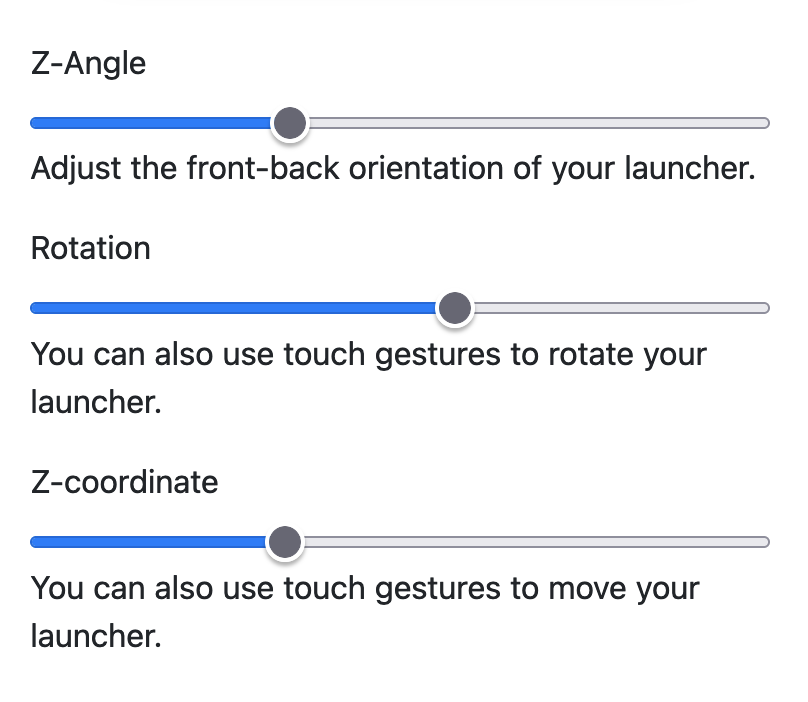 Z-Angle
Adjust the front-back orientation of your launcher.
Rotation
You can also use touch gestures to rotate your
launcher.
Z-coordinate
You can also use touch gestures to move your
launcher.